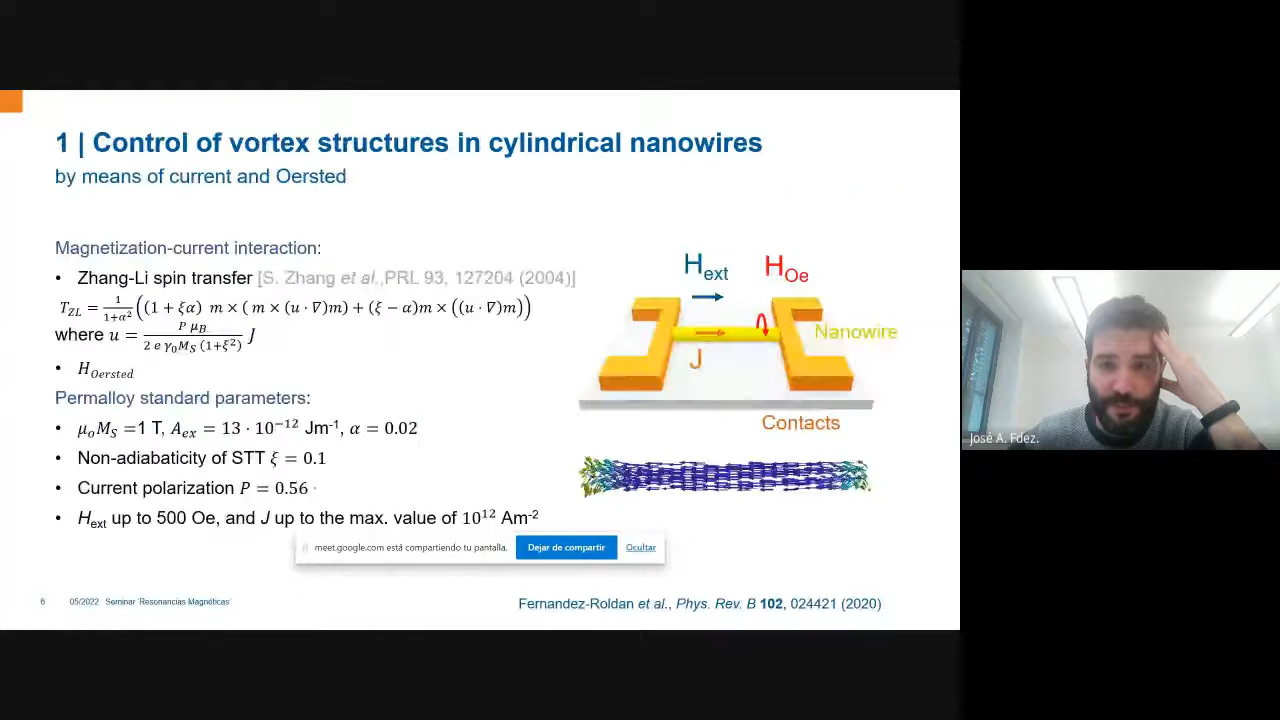 1 | Control of vortex structures in cylindrical nanowires
by means of current and Oersted
Magnetization-current interaction:
• Zhang-Li spin transfer [S. Zhang et al.,PRL 93, 127204 (2004)]
T_ZL = 1/(1+α²) ((1 + ξα) m × ( m × (u · ∇)m) + (ξ − α)m × ((u · ∇)m))
where u = P μ_B / (2 e γ₀M_S (1+ξ²)) J
• H_Oersted
Permalloy standard parameters:
• μ_oM_S =1 T, A_ex = 13 · 10⁻¹² Jm⁻¹, α = 0.02
• Non-adiabaticity of STT ξ = 0.1
• Current polarization P = 0.56
• H_ext up to 500 Oe, and J up to the max. value of 10¹² Am⁻²
H_ext
H_Oe
Nanowire
J
Contacts
meet.google.com está compartiendo tu pantalla.
Dejar de compartir
Ocultar
6
05/2022 Seminar 'Resonancias Magnéticas'
Fernandez-Roldan et al., Phys. Rev. B 102, 024421 (2020)
José A. Fdez.